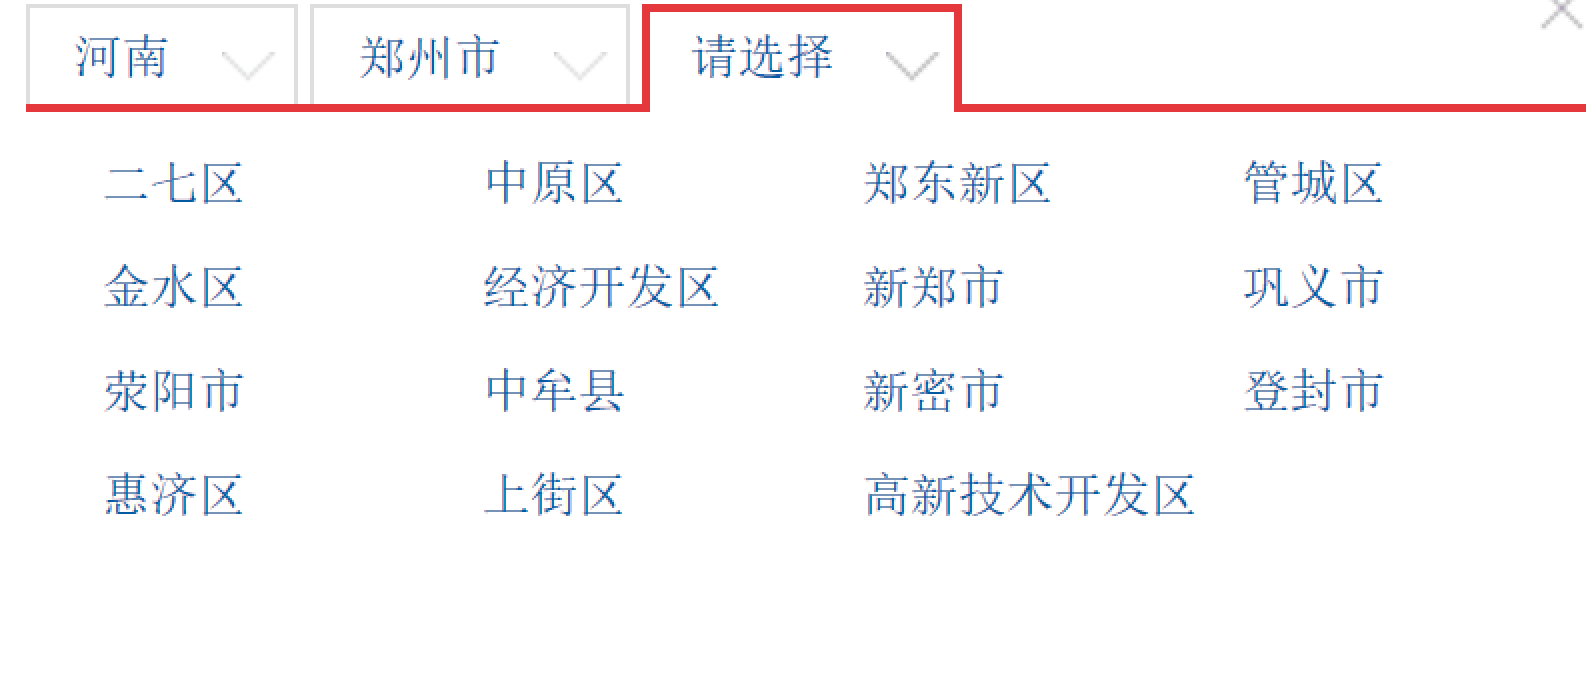 河南 郑州市 请选择
二七区 中原区 郑东新区 管城区
金水区 经济开发区 新郑市 巩义市
荥阳市 中牟县 新密市 登封市
惠济区 上街区 高新技术开发区